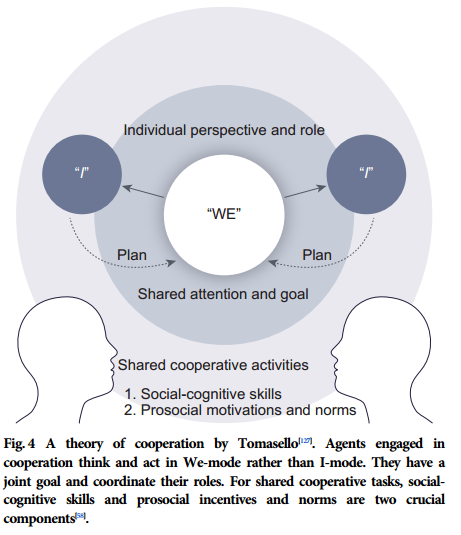 Individual perspective and role
“I”
“I”
“WE”
Plan
Plan
Shared attention and goal
Shared cooperative activities
1. Social-cognitive skills
2. Prosocial motivations and norms
Fig. 4 A theory of cooperation by Tomasello[127]. Agents engaged in
cooperation think and act in We-mode rather than I-mode. They have a
joint goal and coordinate their roles. For shared cooperative tasks, social-
cognitive skills and prosocial incentives and norms are two crucial
components[58].